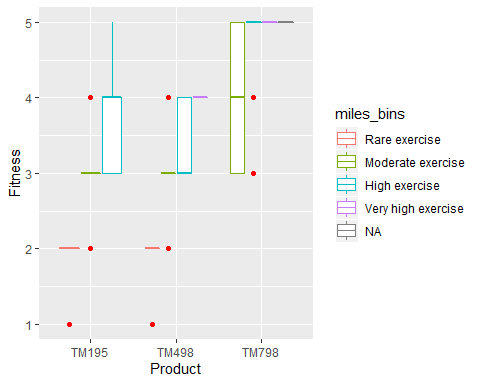 5
4
3
2
1
Fitness
TM195 TM498 TM798
Product
miles_bins
Rare exercise
Moderate exercise
High exercise
Very high exercise
NA